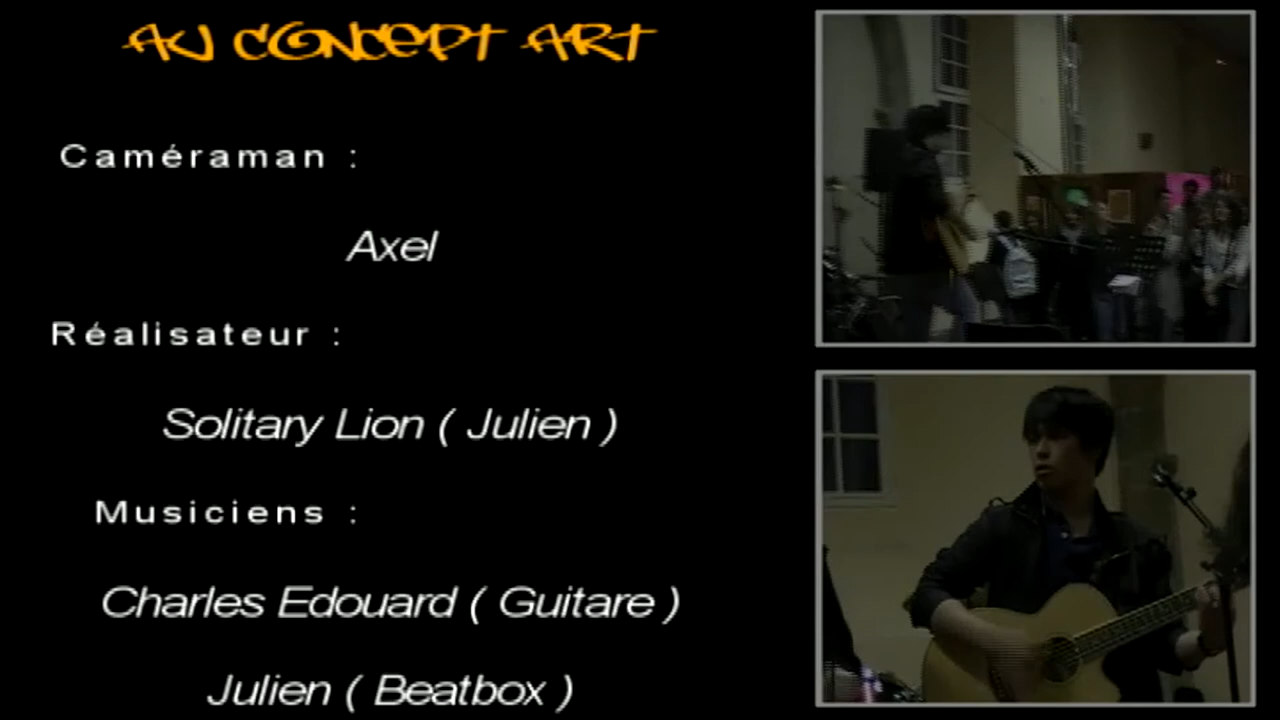 AU CONCEPT ART
Caméraman :
Axel
Réalisateur :
Solitary Lion ( Julien )
Musiciens :
Charles Edouard ( Guitare )
Julien ( Beatbox )